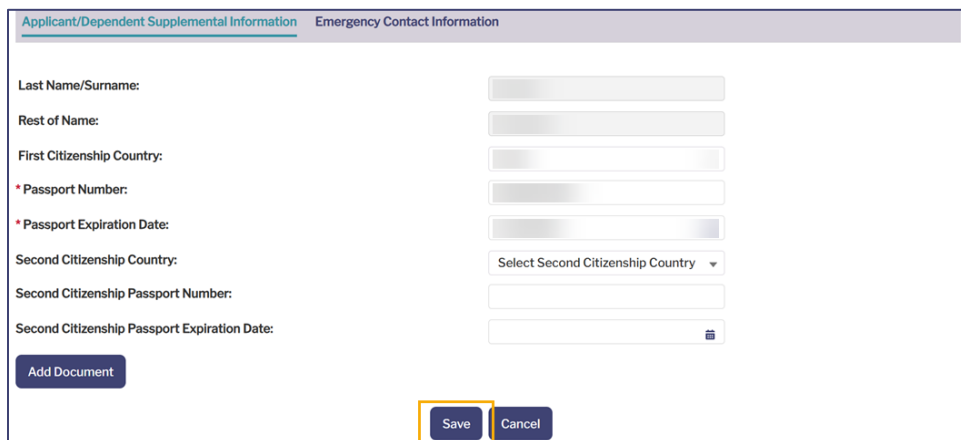 Applicant/Dependent Supplemental Information Emergency Contact Information
Last Name/Surname:
Rest of Name:
First Citizenship Country:
* Passport Number:
* Passport Expiration Date:
Second Citizenship Country: Select Second Citizenship Country
Second Citizenship Passport Number:
Second Citizenship Passport Expiration Date:
Add Document
Save Cancel